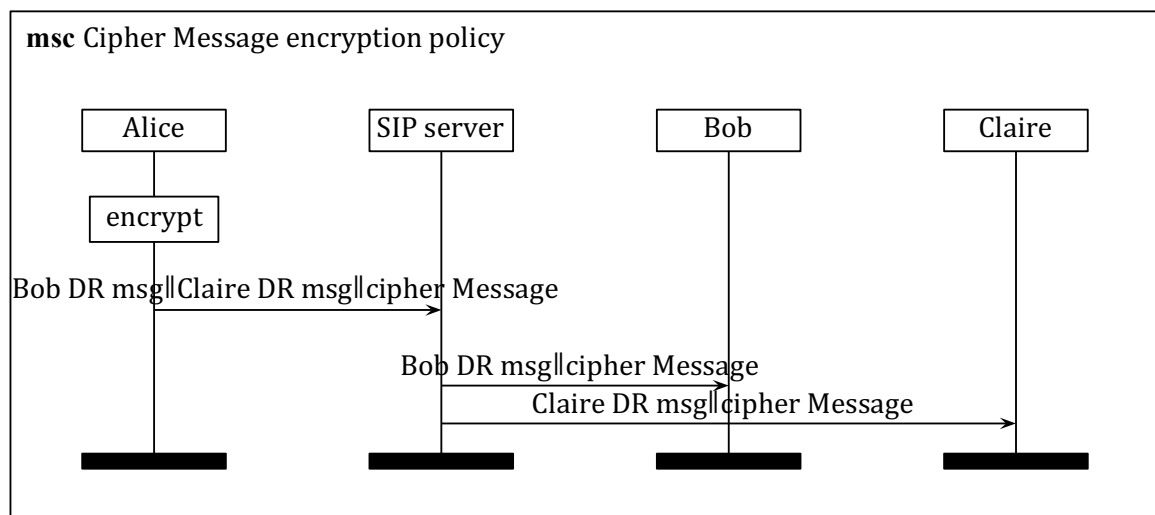 msc Cipher Message encryption policy
Alice
SIP server
Bob
Claire
encrypt
Bob DR msg||Claire DR msg||cipher Message
Bob DR msg||cipher Message
Claire DR msg||cipher Message